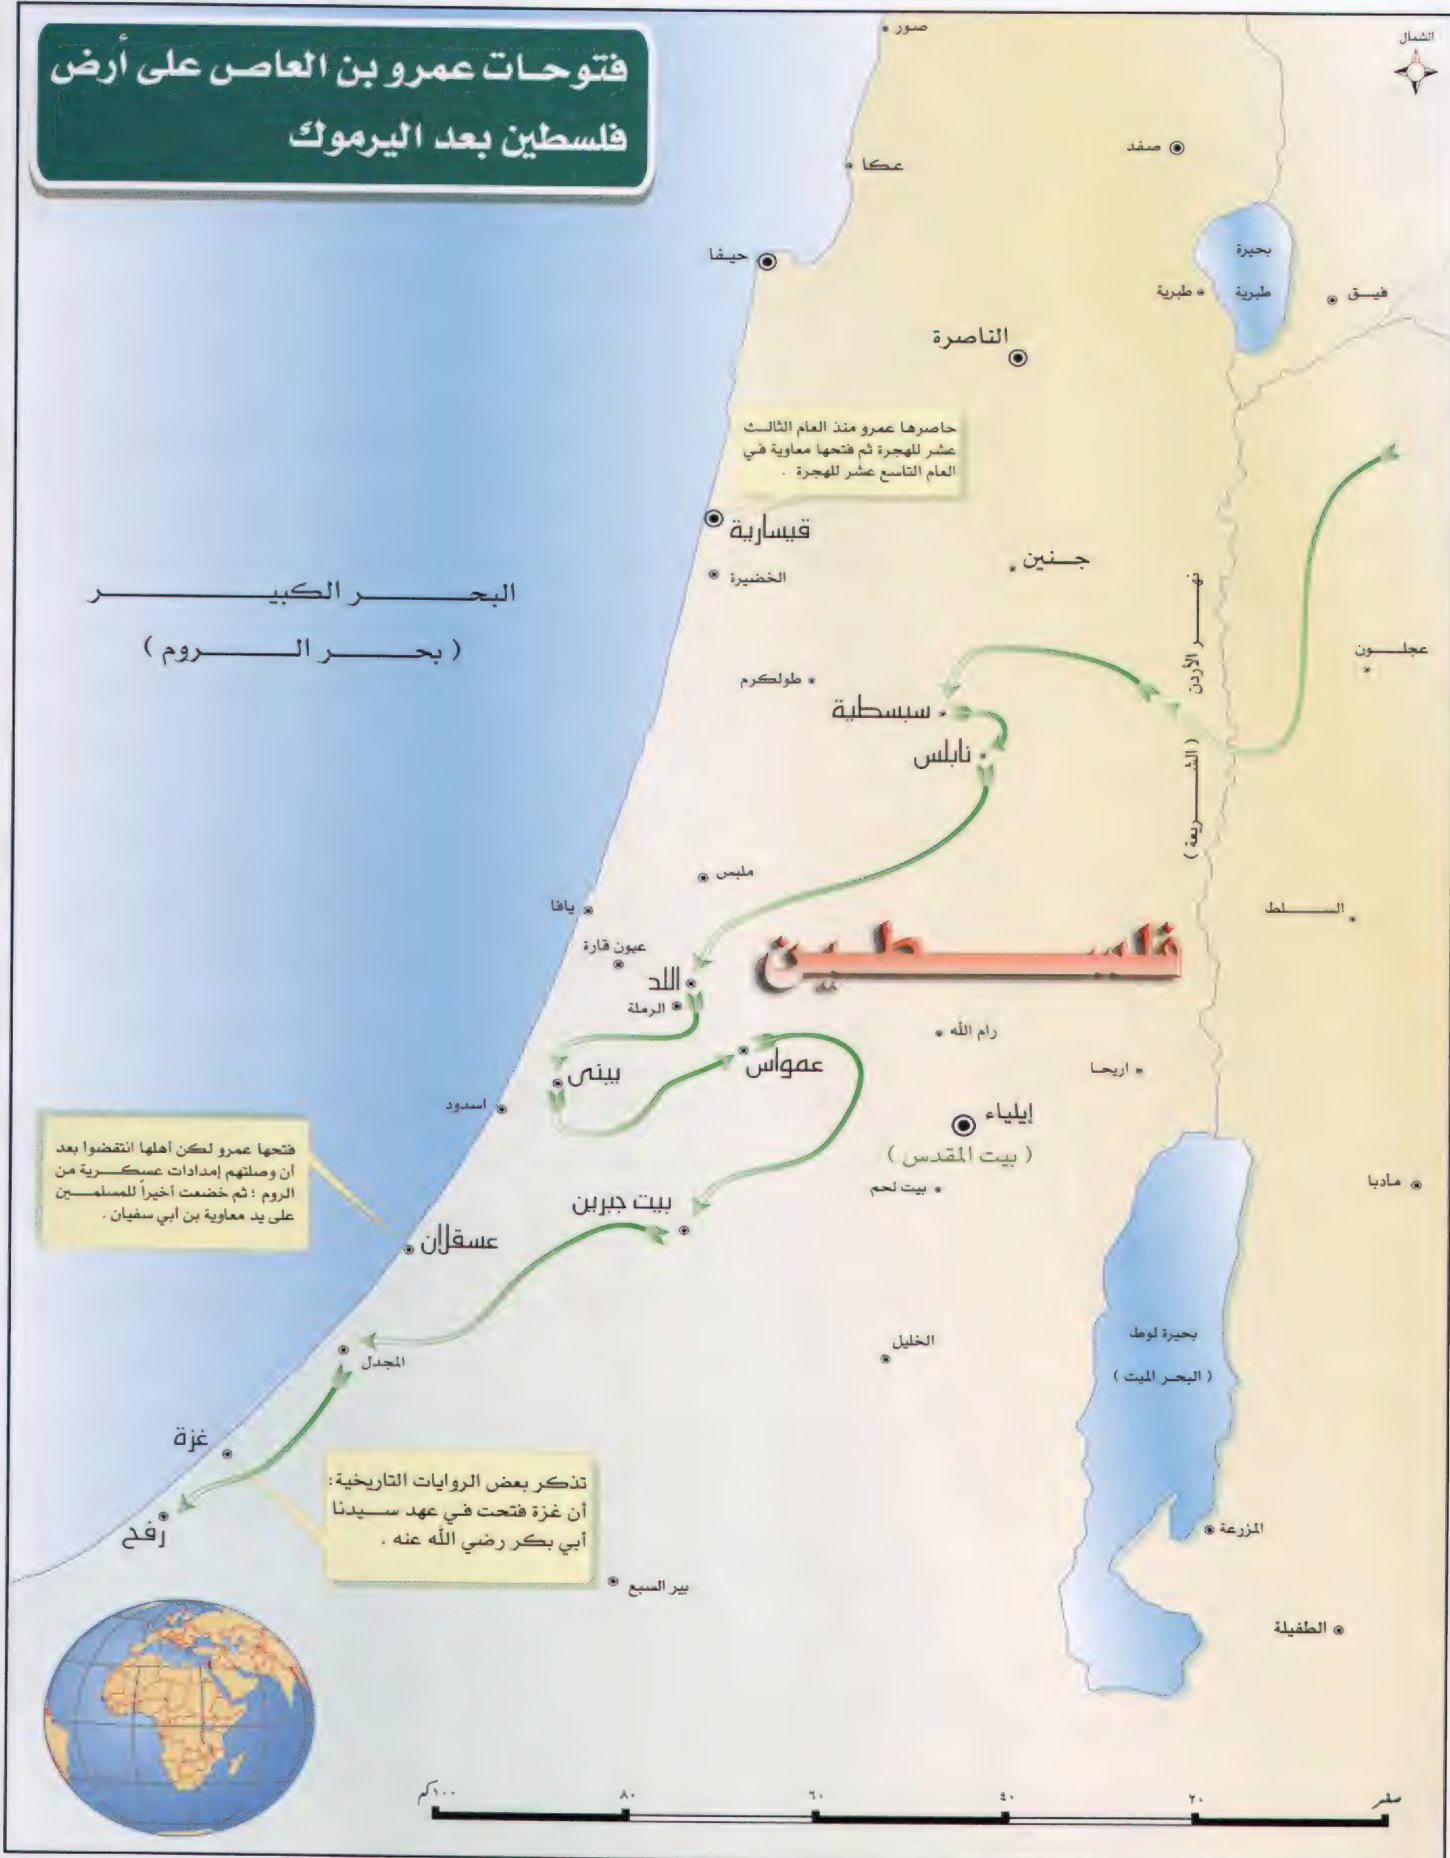 فتوحات عمرو بن العاص على أرض
فلسطين بعد اليرموك
الشمال
صور
عكا
صفد
حيفا
بحيرة
طبرية
طبرية
فيق
الناصرة
حاصرها عمرو منذ العام الثالث
عشر للهجرة ثم فتحها معاوية في
العام التاسع عشر للهجرة .
قيسارية
الخضيرة
جنين
البحر الكبير
( بحر الروم )
نهر الأردن
( الشريعة )
عجلون
طولكرم
سبسطية
نابلس
ملبس
يافا
السلط
عيون قارة
فلسطين
اللد
الرملة
رام الله
عمواس
يبنى
اريحا
اسدود
إيلياء
( بيت المقدس )
فتحها عمرو لكن أهلها انتقضوا بعد
أن وصلتهم إمدادات عسكرية من
الروم ؛ ثم خضعت أخيراً للمسلمين
على يد معاوية بن أبي سفيان .
بيت لحم
مادبا
بيت جبرين
عسقلان
بحيرة لوط
( البحر الميت )
الخليل
المجدل
غزة
تذكر بعض الروايات التاريخية :
أن غزة فتحت في عهد سيدنا
أبي بكر رضي الله عنه .
رفح
المزرعة
بير السبع
الطفيلة
صفر
٢٠
٤٠
٦٠
٨٠
١٠٠كم